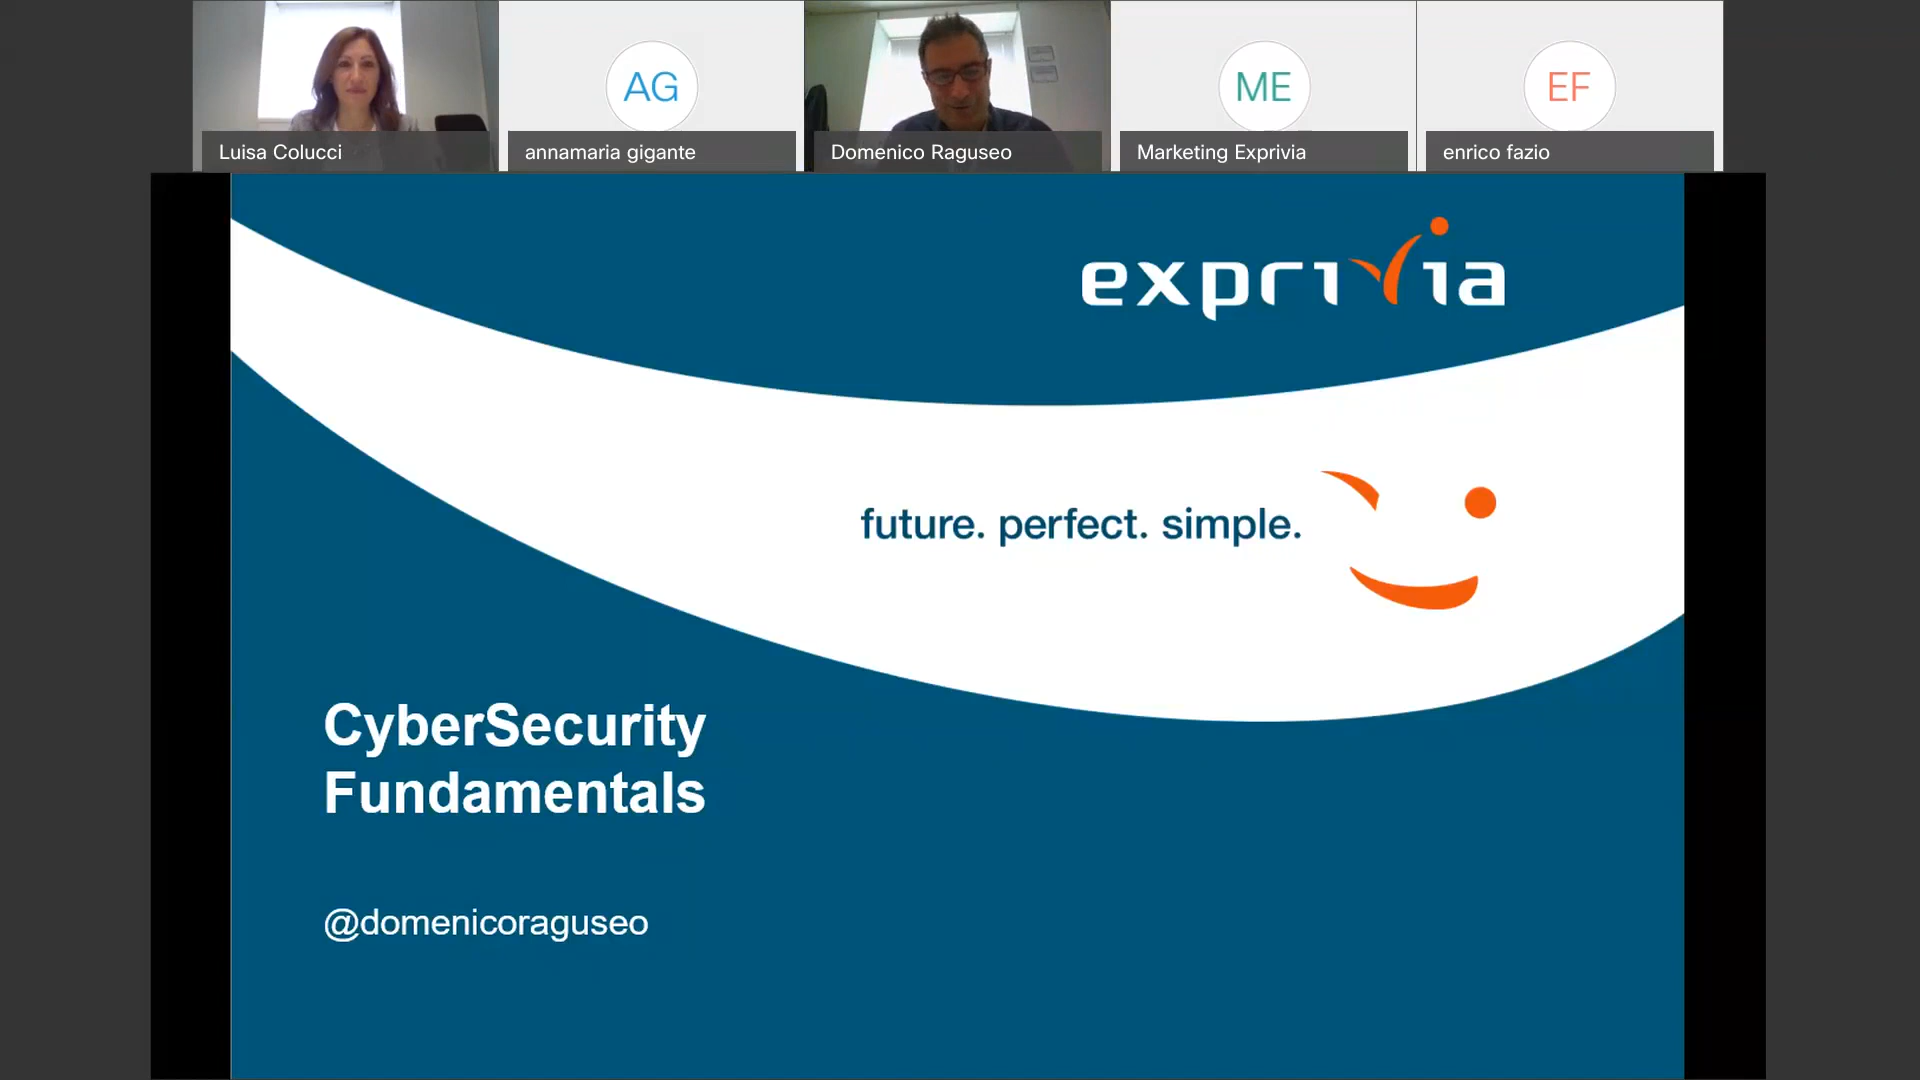 AG
ME
EF
Luisa Colucci
annamaria gigante
Domenico Raguseo
Marketing Exprivia
enrico fazio
exprivia
future. perfect. simple.
CyberSecurity
Fundamentals
@domenicoraguseo